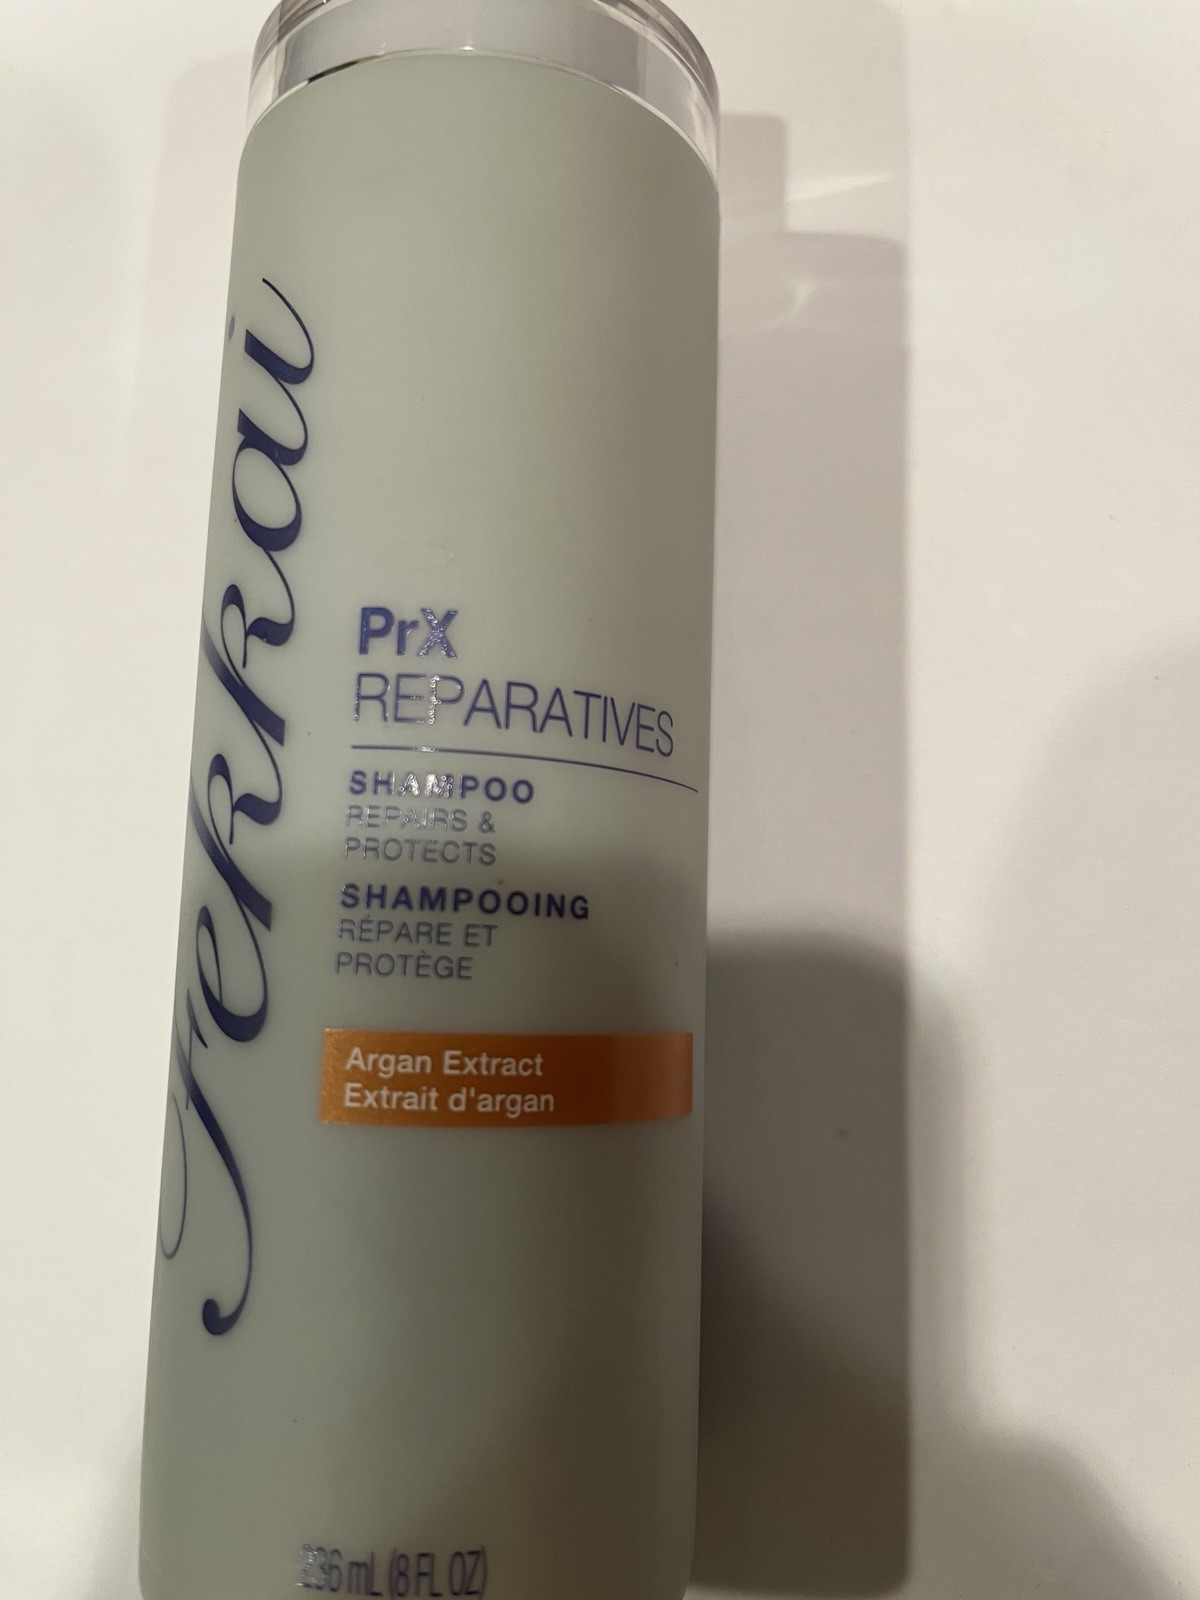 Fekkai
PrX
REPARATIVES
SHAMPOO
REPAIRS &
PROTECTS
SHAMPOOING
RÉPARE ET
PROTÈGE
Argan Extract
Extrait d'argan
236 mL (8 FL OZ)